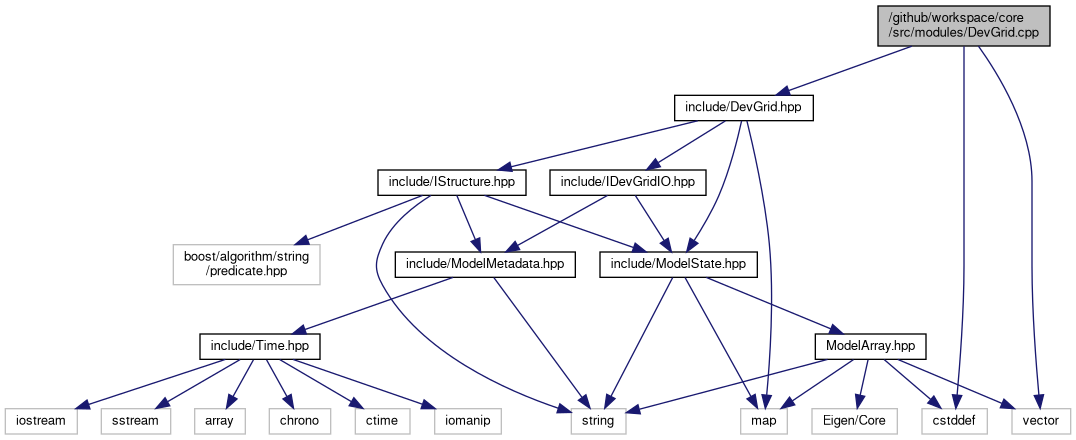 /github/workspace/core
/src/modules/DevGrid.cpp
include/DevGrid.hpp
include/IStructure.hpp
include/IDevGridIO.hpp
boost/algorithm/string
/predicate.hpp
include/ModelMetadata.hpp
include/ModelState.hpp
include/Time.hpp
ModelArray.hpp
iostream
sstream
array
chrono
ctime
iomanip
string
map
Eigen/Core
cstddef
vector